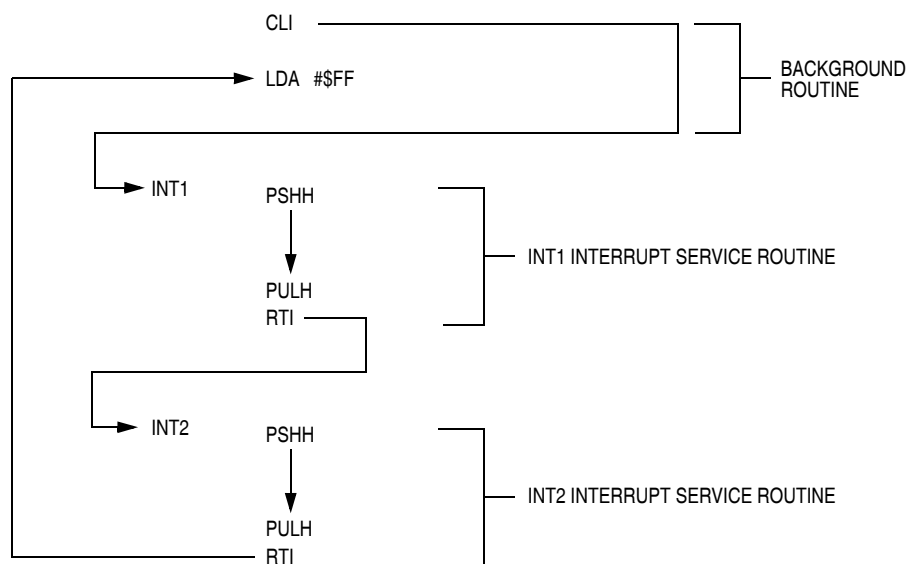 CLI
LDA #$FF
BACKGROUND
ROUTINE
INT1
PSHH
INT1 INTERRUPT SERVICE ROUTINE
PULH
RTI
INT2
PSHH
INT2 INTERRUPT SERVICE ROUTINE
PULH
RTI